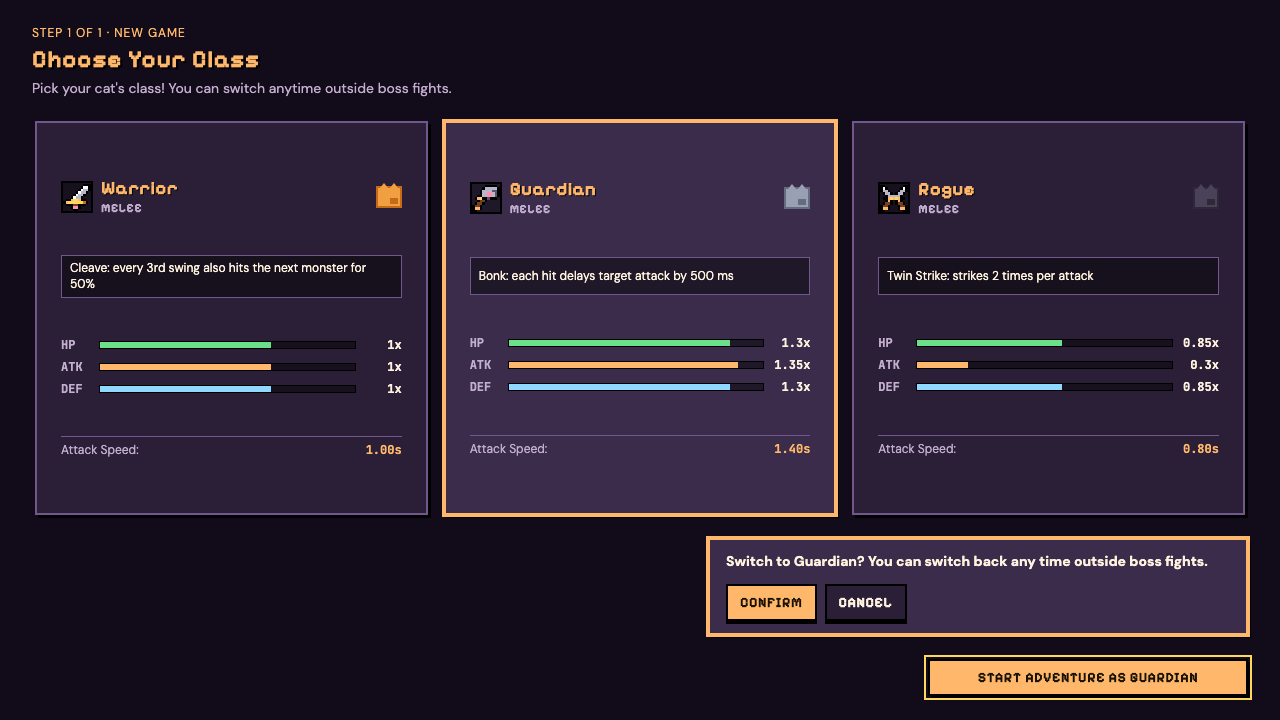 STEP 1 OF 1 · NEW GAME
Choose Your Class
Pick your cat's class! You can switch anytime outside boss fights.
Warrior
MELEE
Cleave: every 3rd swing also hits the next monster for
50%
HP 1x
ATK 1x
DEF 1x
Attack Speed: 1.00s
Guardian
MELEE
Bonk: each hit delays target attack by 500 ms
HP 1.3x
ATK 1.35x
DEF 1.3x
Attack Speed: 1.40s
Rogue
MELEE
Twin Strike: strikes 2 times per attack
HP 0.85x
ATK 0.3x
DEF 0.85x
Attack Speed: 0.80s
Switch to Guardian? You can switch back any time outside boss fights.
CONFIRM CANCEL
START ADVENTURE AS GUARDIAN